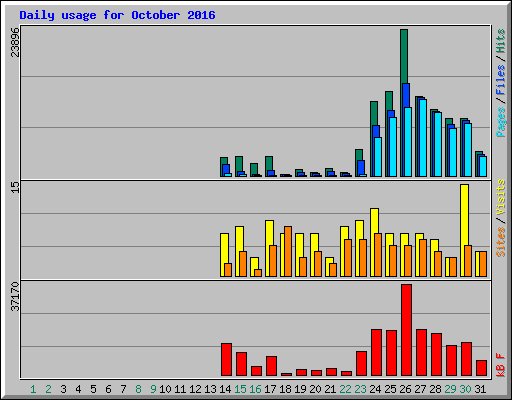 Daily usage for October 2016
23896
Pages / Files / Hits
15
Sites / Visits
37170
kB F
1 2 3 4 5 6 7 8 9 10 11 12 13 14 15 16 17 18 19 20 21 22 23 24 25 26 27 28 29 30 31